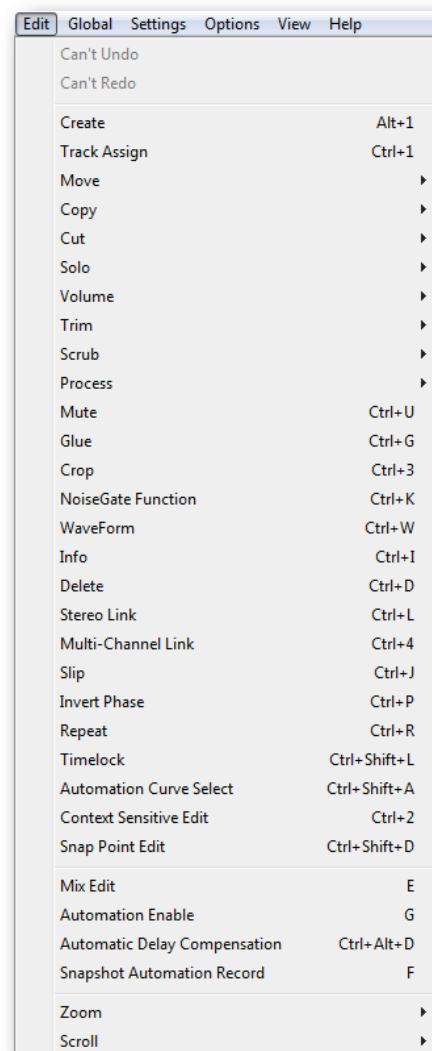 Edit Global Settings Options View Help
Can't Undo
Can't Redo
Create Alt+1
Track Assign Ctrl+1
Move
Copy
Cut
Solo
Volume
Trim
Scrub
Process
Mute Ctrl+U
Glue Ctrl+G
Crop Ctrl+3
NoiseGate Function Ctrl+K
WaveForm Ctrl+W
Info Ctrl+I
Delete Ctrl+D
Stereo Link Ctrl+L
Multi-Channel Link Ctrl+4
Slip Ctrl+J
Invert Phase Ctrl+P
Repeat Ctrl+R
Timelock Ctrl+Shift+L
Automation Curve Select Ctrl+Shift+A
Context Sensitive Edit Ctrl+2
Snap Point Edit Ctrl+Shift+D
Mix Edit E
Automation Enable G
Automatic Delay Compensation Ctrl+Alt+D
Snapshot Automation Record F
Zoom
Scroll